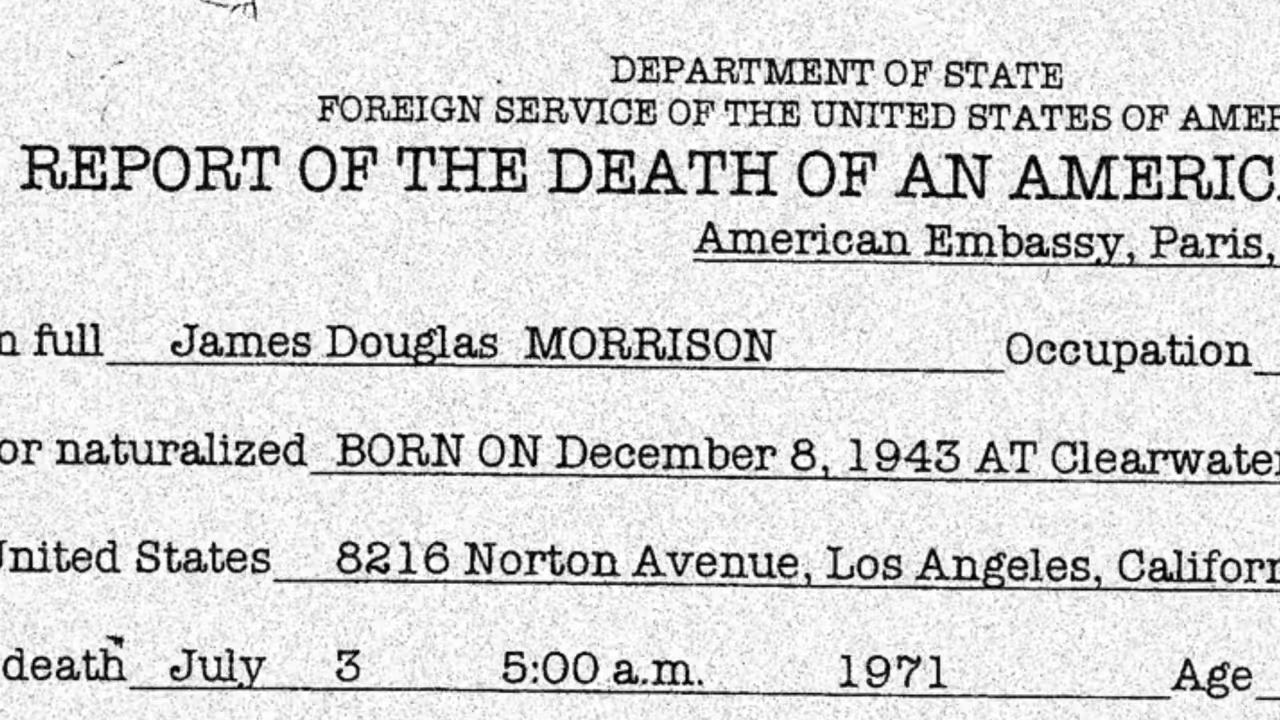 DEPARTMENT OF STATE
FOREIGN SERVICE OF THE UNITED STATES OF AMER
REPORT OF THE DEATH OF AN AMERIC
American Embassy, Paris,
n full James Douglas MORRISON Occupation
or naturalized BORN ON December 8, 1943 AT Clearwater
United States 8216 Norton Avenue, Los Angeles, Californ
death July 3 5:00 a.m. 1971 Age